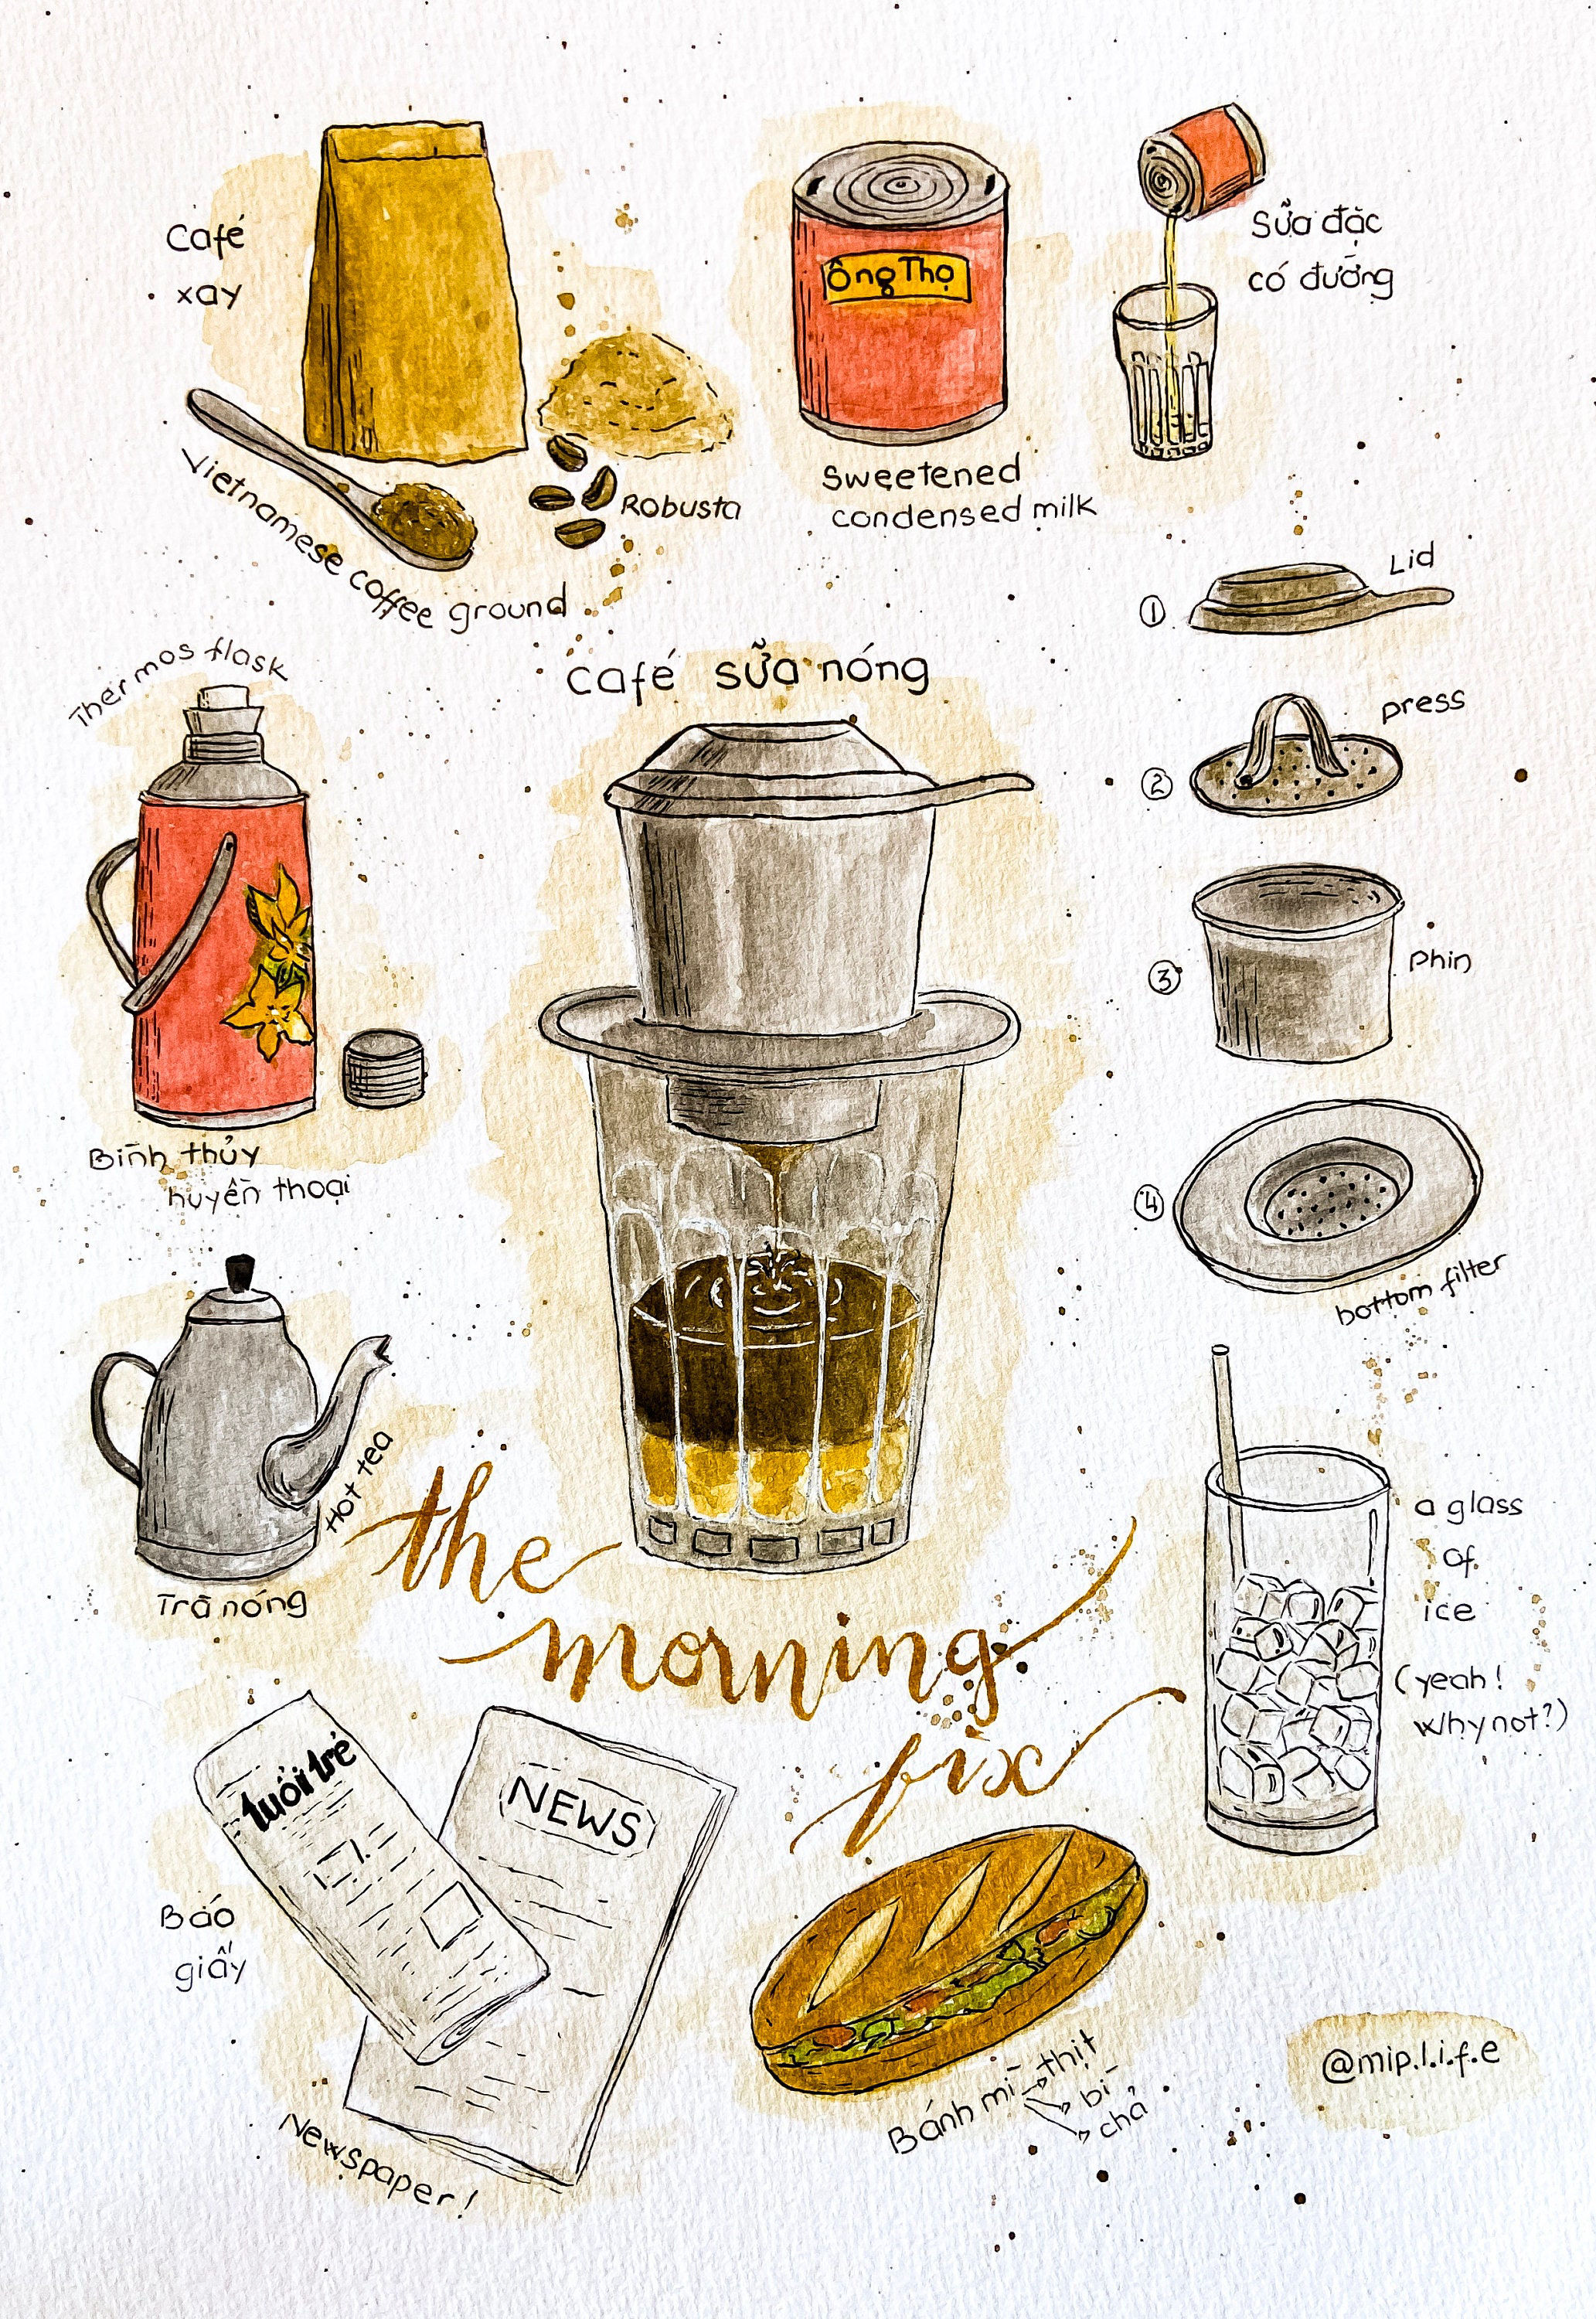 Café
xay
Vietnamese coffee ground
Robusta
Ông Thọ
Sweetened
condensed milk
Sữa đặc
có đường
Thermos flask
Bình thủy
huyền thoại
café sữa nóng
① Lid
② press
③ Phin
④ bottom filter
Hot tea
Trà nóng
the
morning
fix
a glass
of
ice
(yeah!
Why not?)
tuổi trẻ
NEWS
Báo
giấy
Newspaper!
Bánh mì thịt
bì
chả
@mip.l.i.f.e